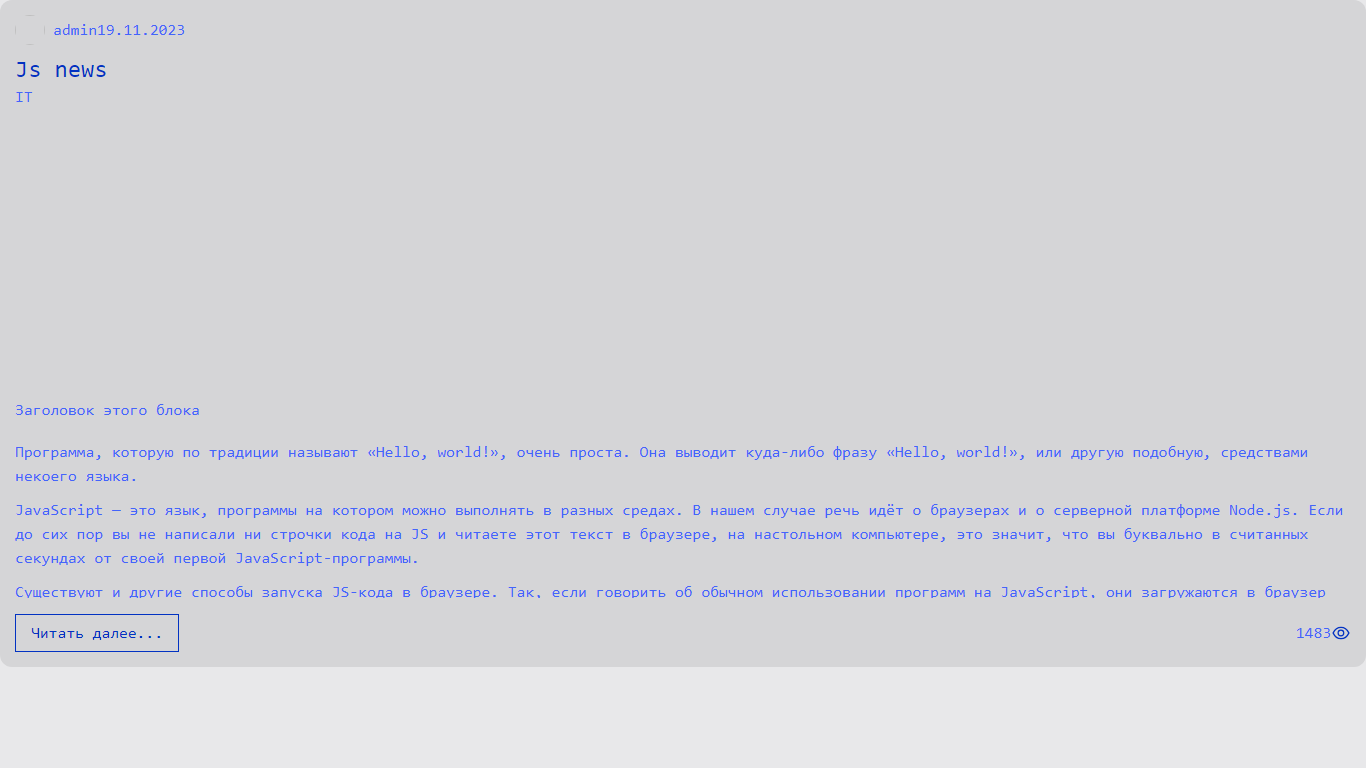 admin19.11.2023
Js news
IT
Заголовок этого блока
Программа, которую по традиции называют «Hello, world!», очень проста. Она выводит куда-либо фразу «Hello, world!», или другую подобную, средствами
некоего языка.
JavaScript — это язык, программы на котором можно выполнять в разных средах. В нашем случае речь идёт о браузерах и о серверной платформе Node.js. Если
до сих пор вы не написали ни строчки кода на JS и читаете этот текст в браузере, на настольном компьютере, это значит, что вы буквально в считанных
секундах от своей первой JavaScript-программы.
Существуют и другие способы запуска JS-кода в браузере. Так, если говорить об обычном использовании программ на JavaScript, они загружаются в браузер
Читать далее...
1483